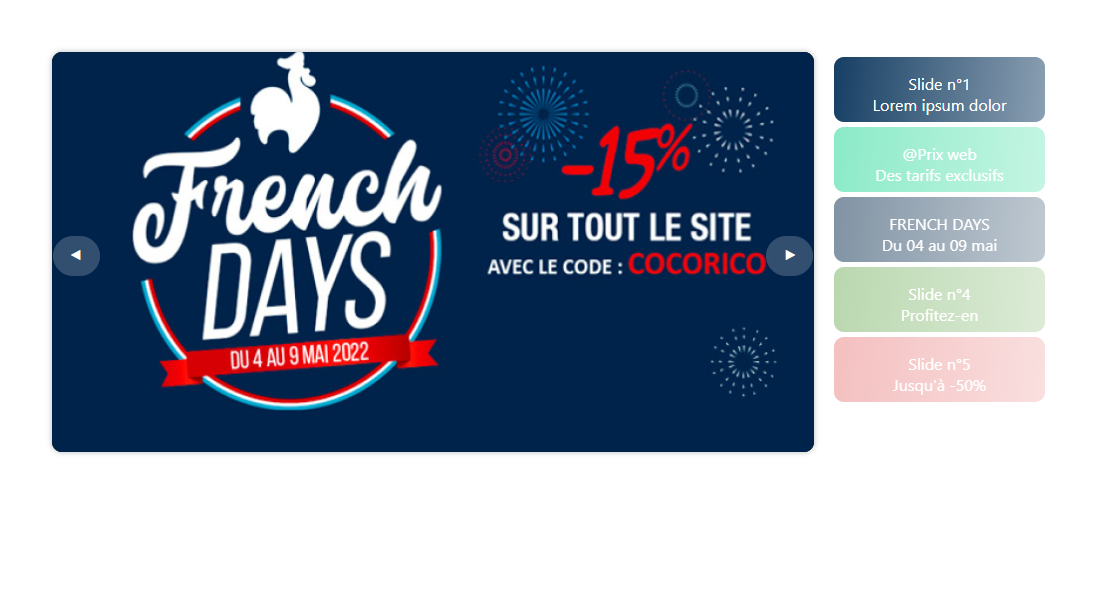 French
DAYS
DU 4 AU 9 MAI 2022
-15%
SUR TOUT LE SITE
AVEC LE CODE : COCORICO
Slide n°1
Lorem ipsum dolor
@Prix web
Des tarifs exclusifs
FRENCH DAYS
Du 04 au 09 mai
Slide n°4
Profitez-en
Slide n°5
Jusqu'à -50%